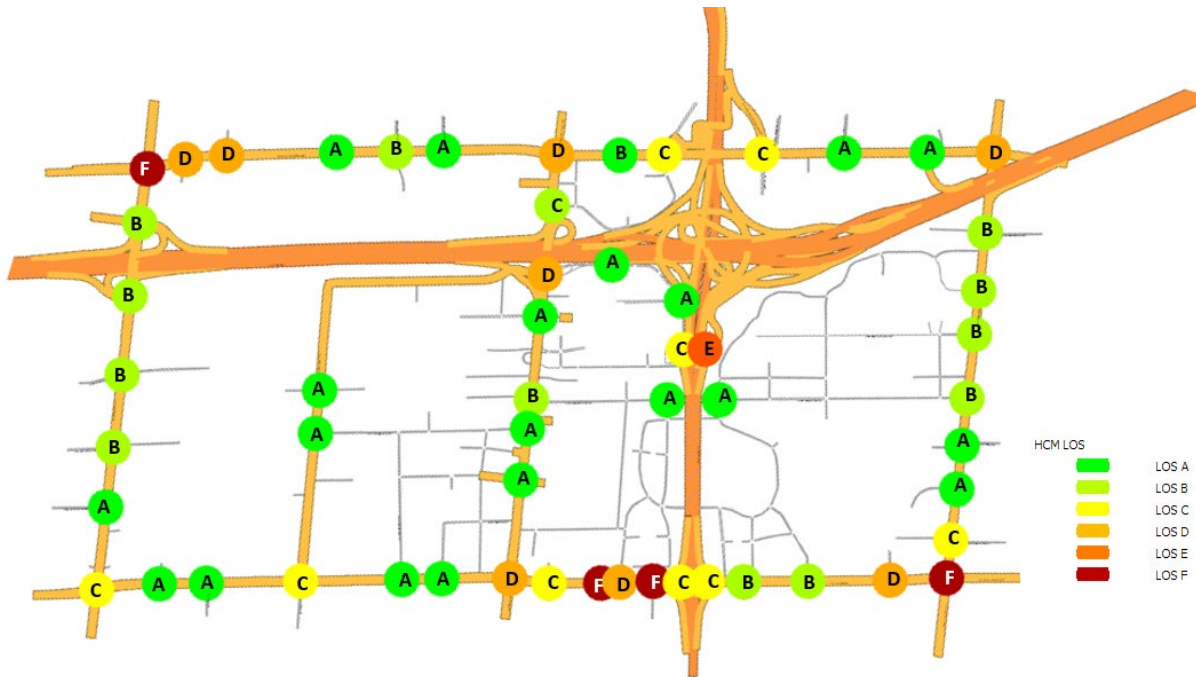 F D D A B A D B C C A A D
B C B
D A
B A B
A B
C E
B A B
B A A
A A
B A
A A
C
C A A C A A D C F D F C C B B D F
HCM LOS
LOS A
LOS B
LOS C
LOS D
LOS E
LOS F